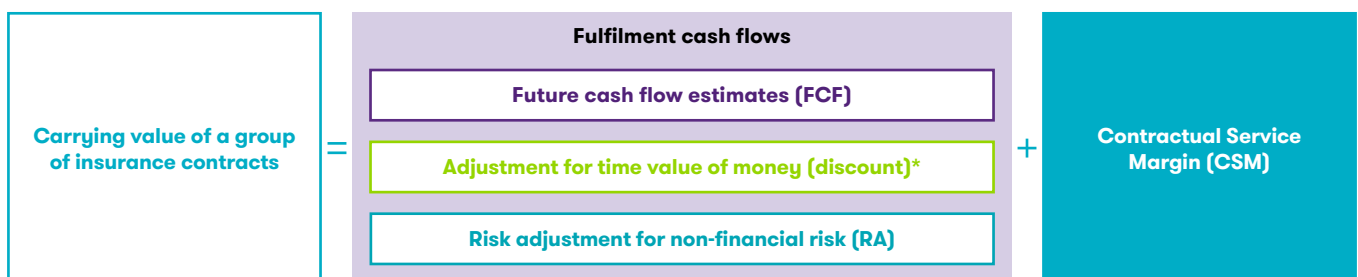 Fulfilment cash flows
Future cash flow estimates (FCF)
Carrying value of a group
of insurance contracts
=
Adjustment for time value of money (discount)*
+
Contractual Service
Margin (CSM)
Risk adjustment for non-financial risk (RA)